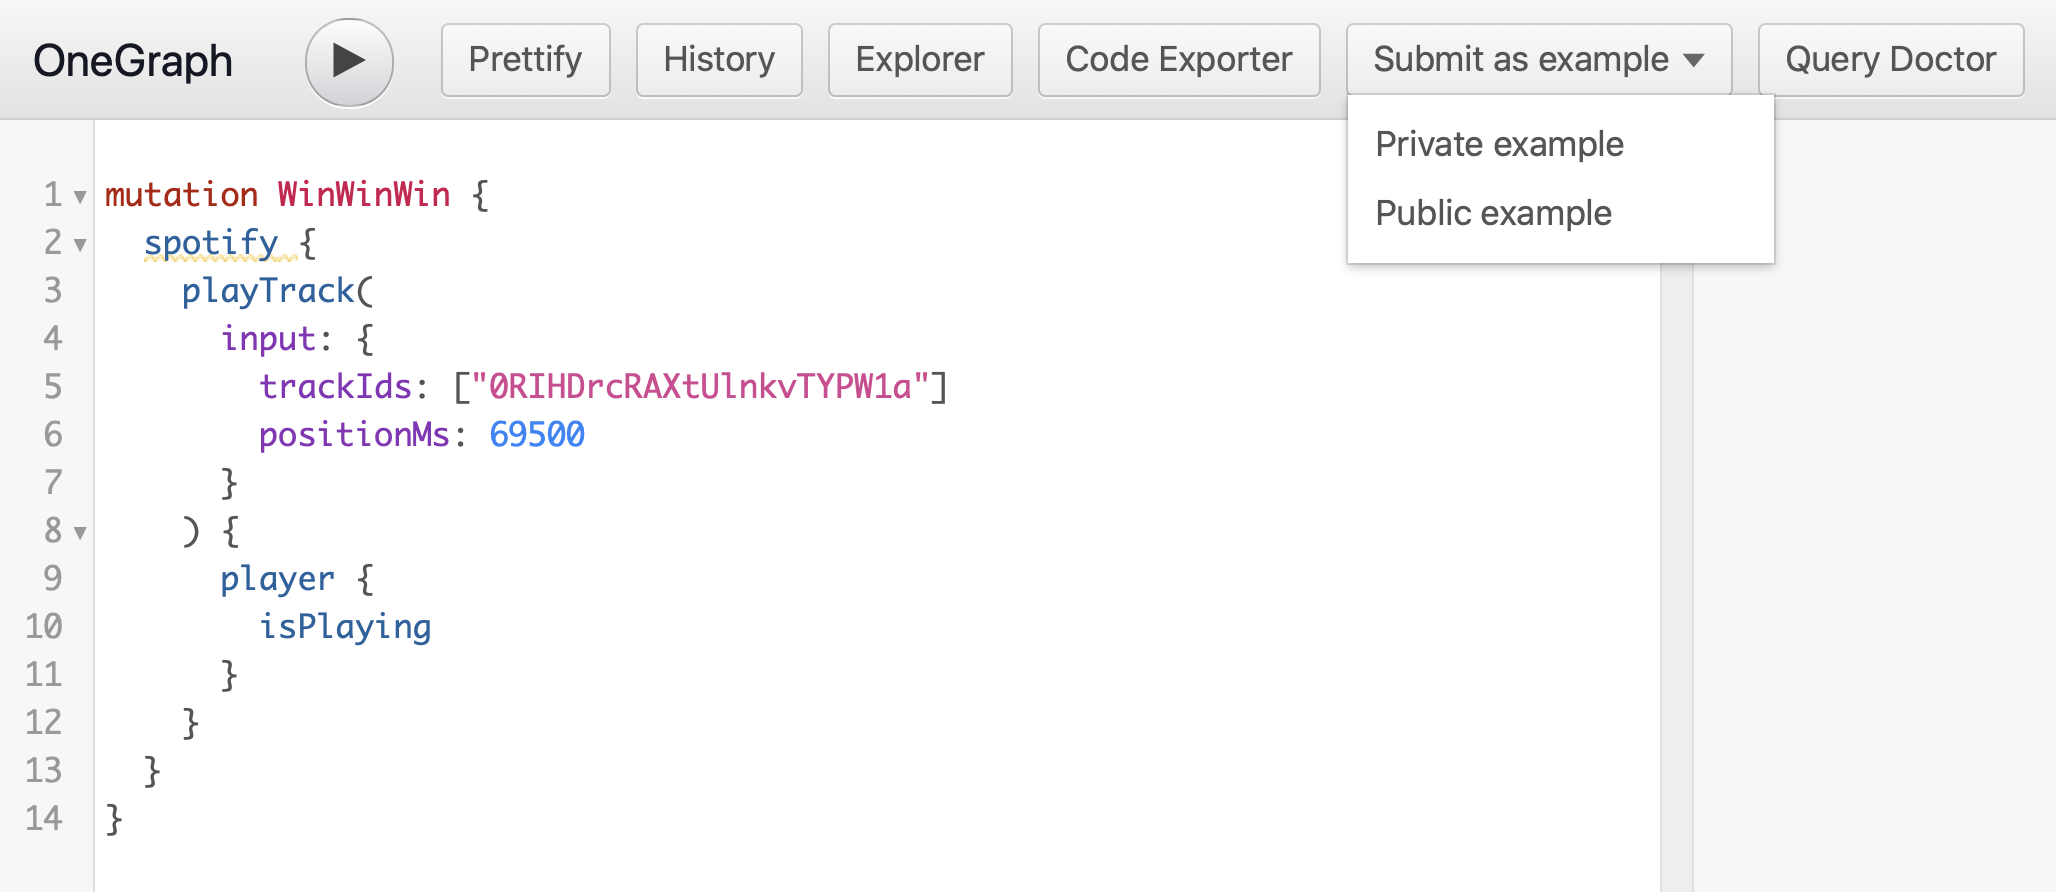 OneGraph Prettify History Explorer Code Exporter Submit as example Query Doctor
Private example
Public example
1 mutation WinWinWin {
2 spotify {
3 playTrack(
4 input: {
5 trackIds: ["0RIHDrcRAXtUlnkvTYPW1a"]
6 positionMs: 69500
7 }
8 ) {
9 player {
10 isPlaying
11 }
12 }
13 }
14 }